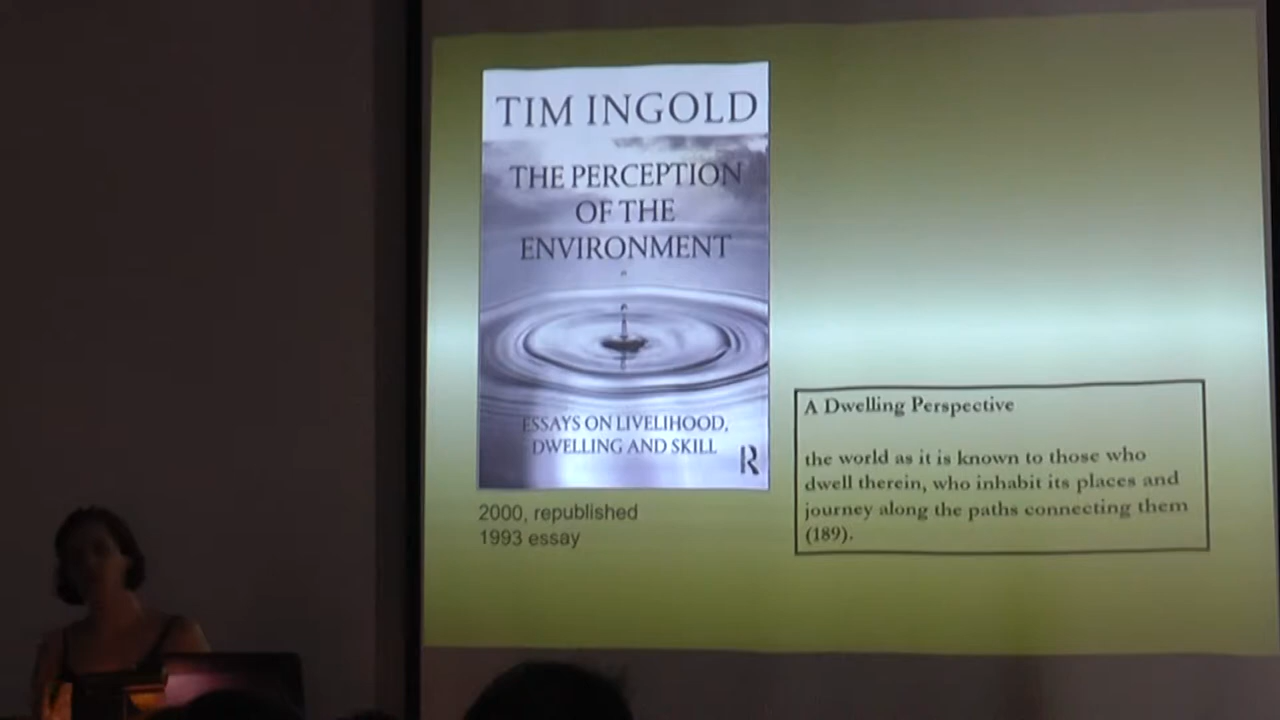 TIM INGOLD
THE PERCEPTION
OF THE
ENVIRONMENT
ESSAYS ON LIVELIHOOD,
DWELLING AND SKILL
R
2000, republished
1993 essay
A Dwelling Perspective
the world as it is known to those who
dwell therein, who inhabit its places and
journey along the paths connecting them
(189).